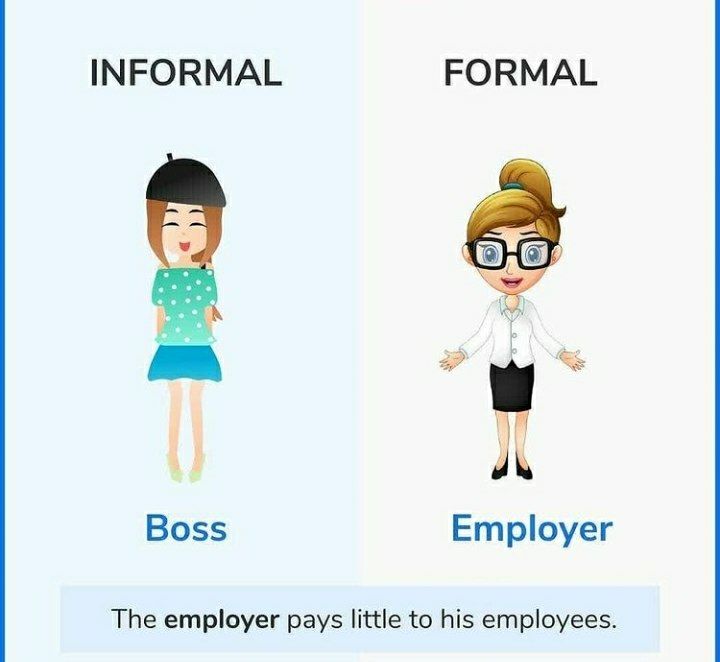 INFORMAL
FORMAL
Boss
Employer
The employer pays little to his employees.